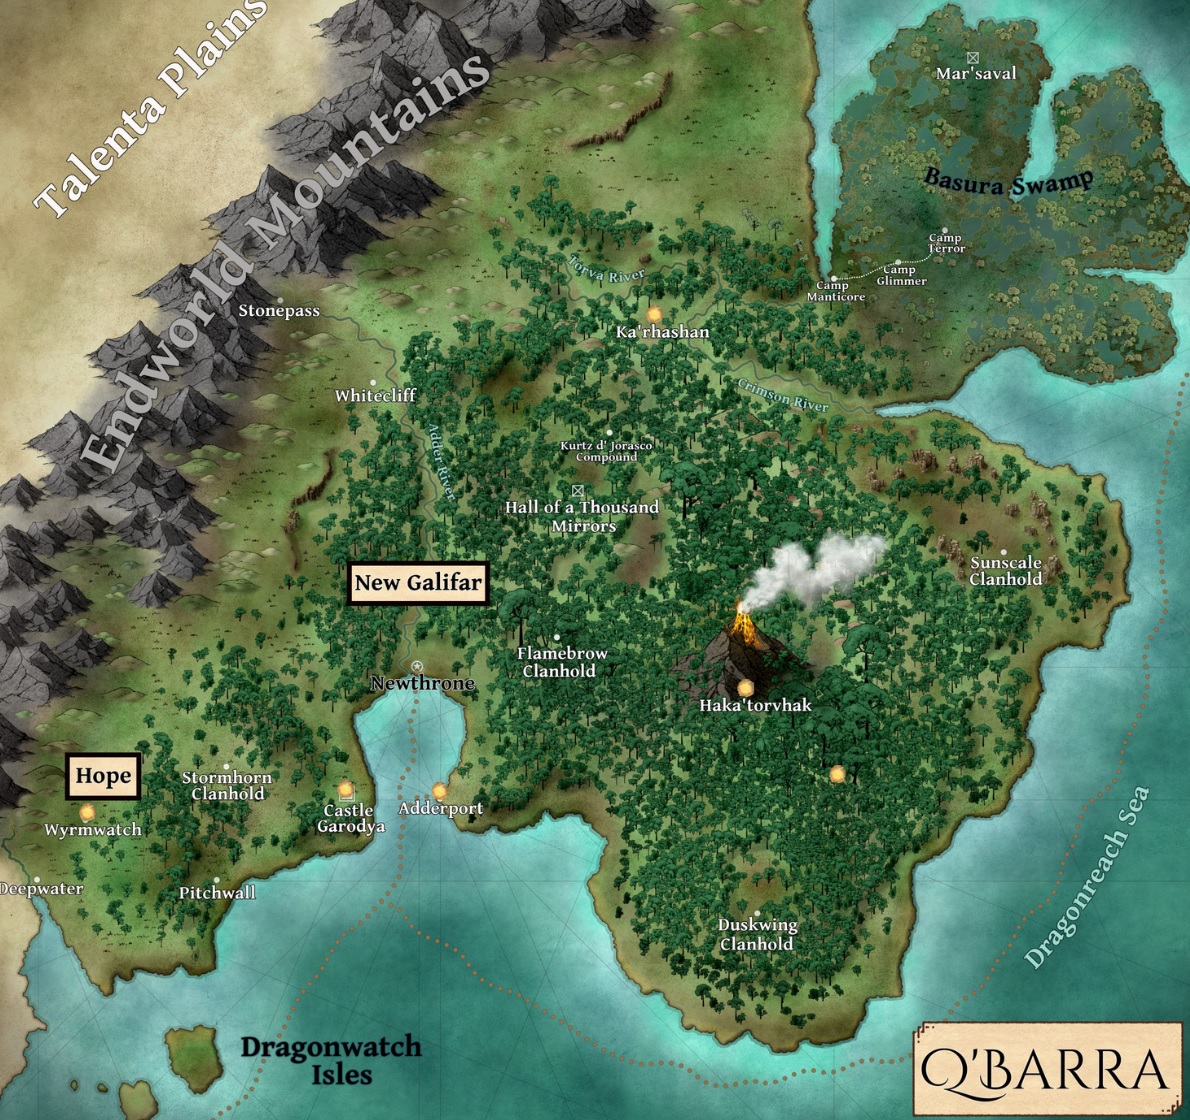 Talenta Plains
Endworld Mountains
Mar'saval
Basura Swamp
Camp
Terror
Camp
Glimmer
Camp
Manticore
Torva River
Stonepass
Ka'rhashan
Whitecliff
Crimson River
Adder River
Kurtz d' Jorasco
Compound
Hall of a Thousand
Mirrors
Sunscale
Clanhold
New Galifar
Flamebrow
Clanhold
Newthrone
Haka'torvhak
Hope
Stormhorn
Clanhold
Castle
Garodya
Adderport
Wyrmwatch
Deepwater
Pitchwall
Duskwing
Clanhold
Dragonreach Sea
Dragonwatch
Isles
Q'BARRA